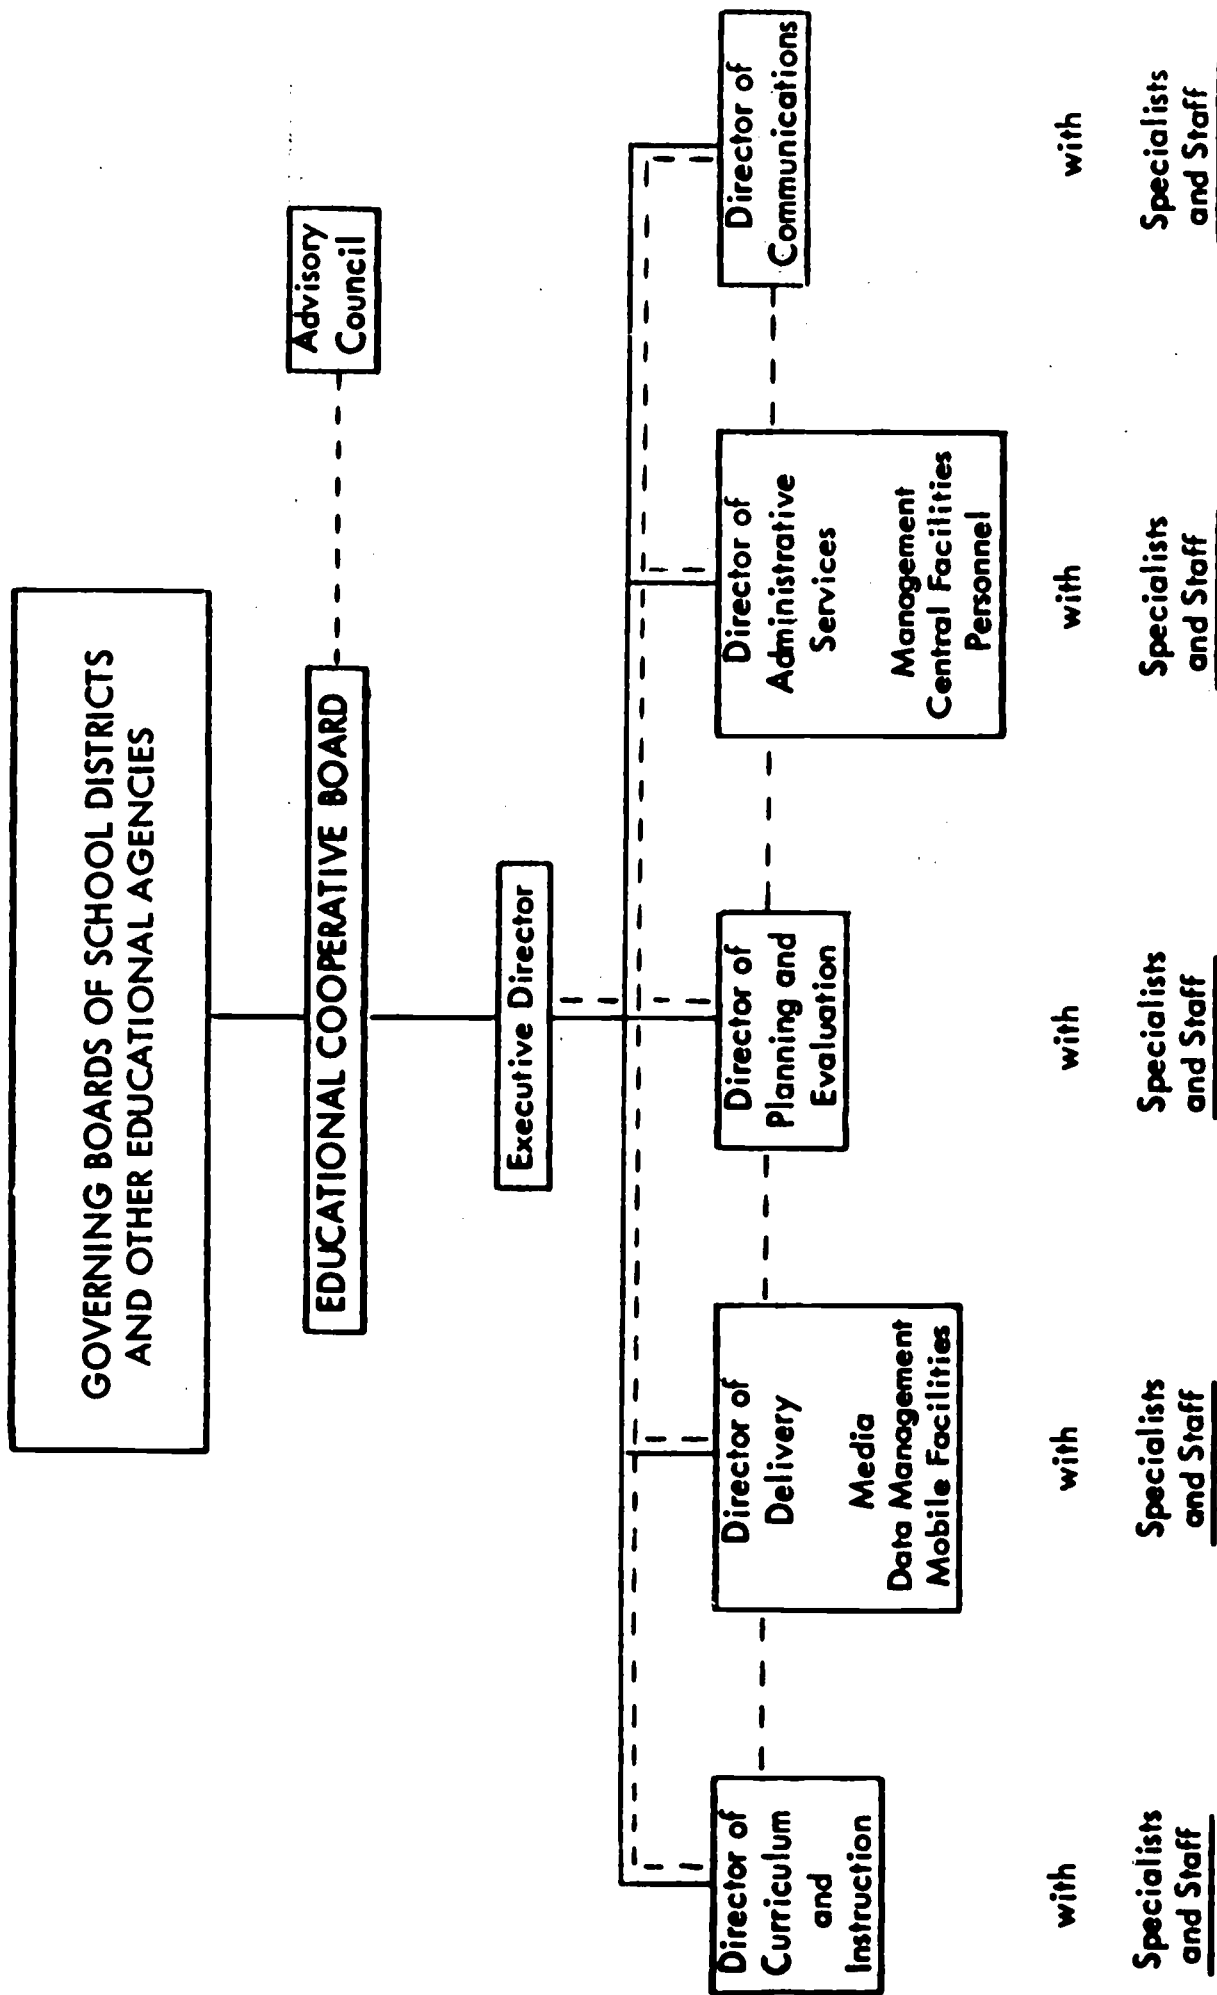 GOVERNING BOARDS OF SCHOOL DISTRICTS
AND OTHER EDUCATIONAL AGENCIES
EDUCATIONAL COOPERATIVE BOARD
Advisory
Council
Executive Director
Director of
Curriculum
and
Instruction
Director of
Delivery
Media
Data Management
Mobile Facilities
Director of
Planning and
Evaluation
Director of
Administrative
Services
Management
Central Facilities
Personnel
Director of
Communications
with
with
with
with
with
Specialists
and Staff
Specialists
and Staff
Specialists
and Staff
Specialists
and Staff
Specialists
and Staff